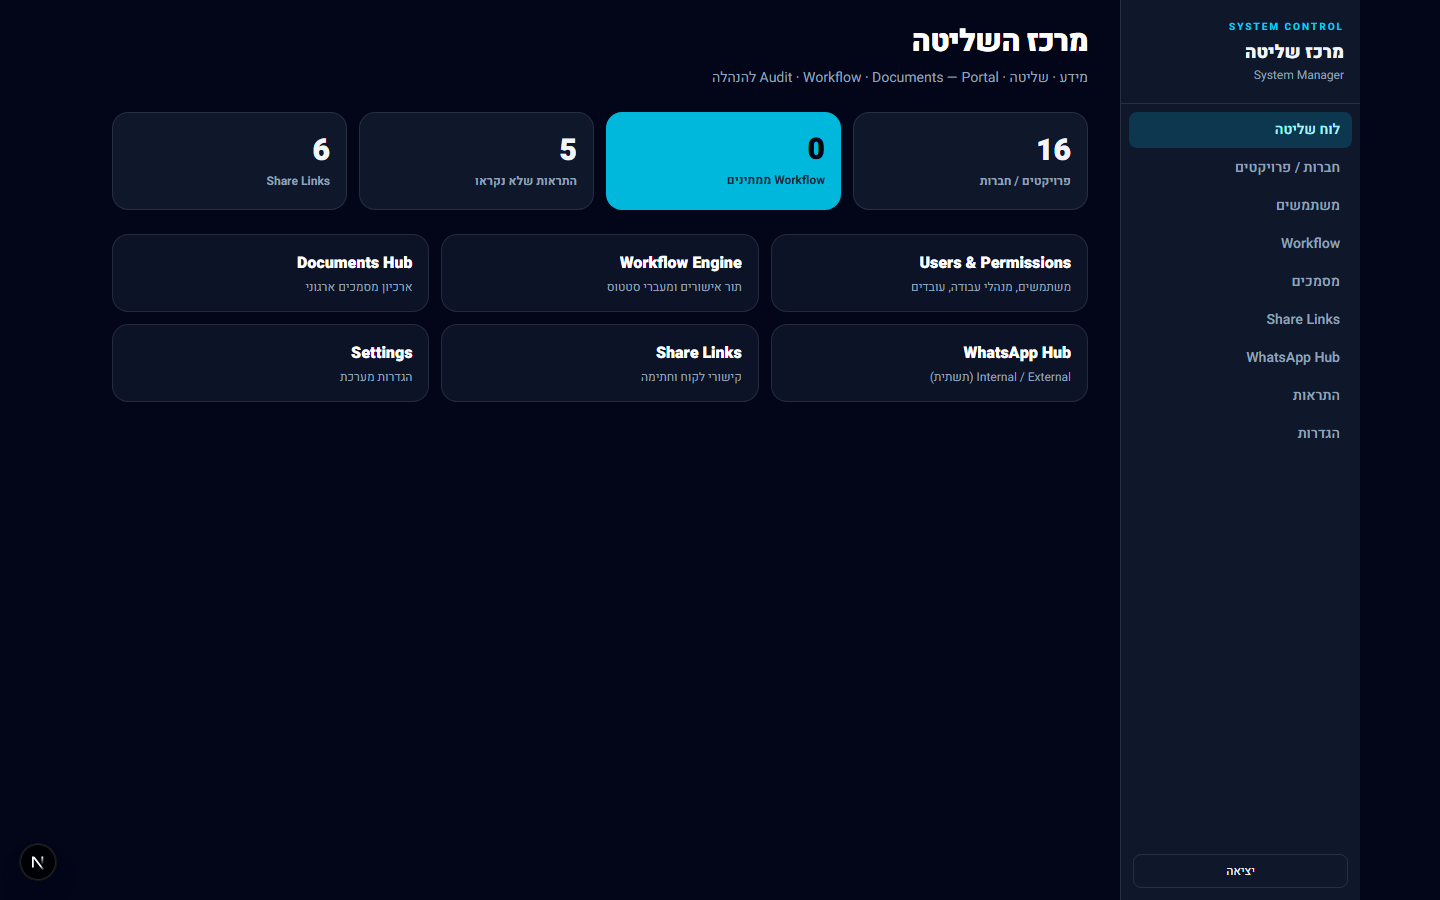 SYSTEM CONTROL
מרכז שליטה
System Manager
לוח שליטה
חברות / פרויקטים
משתמשים
Workflow
מסמכים
Share Links
WhatsApp Hub
התראות
הגדרות
יציאה
מרכז השליטה
מידע · שליטה · Audit · Workflow · Documents — Portal להנהלה
16
פרויקטים / חברות
0
Workflow ממתינים
5
התראות שלא נקראו
6
Share Links
Users & Permissions
משתמשים, מנהלי עבודה, עובדים
Workflow Engine
תור אישורים ומעברי סטטוס
Documents Hub
ארכיון מסמכים ארגוני
WhatsApp Hub
Internal / External (תשתית)
Share Links
קישורי לקוח וחתימה
Settings
הגדרות מערכת
N